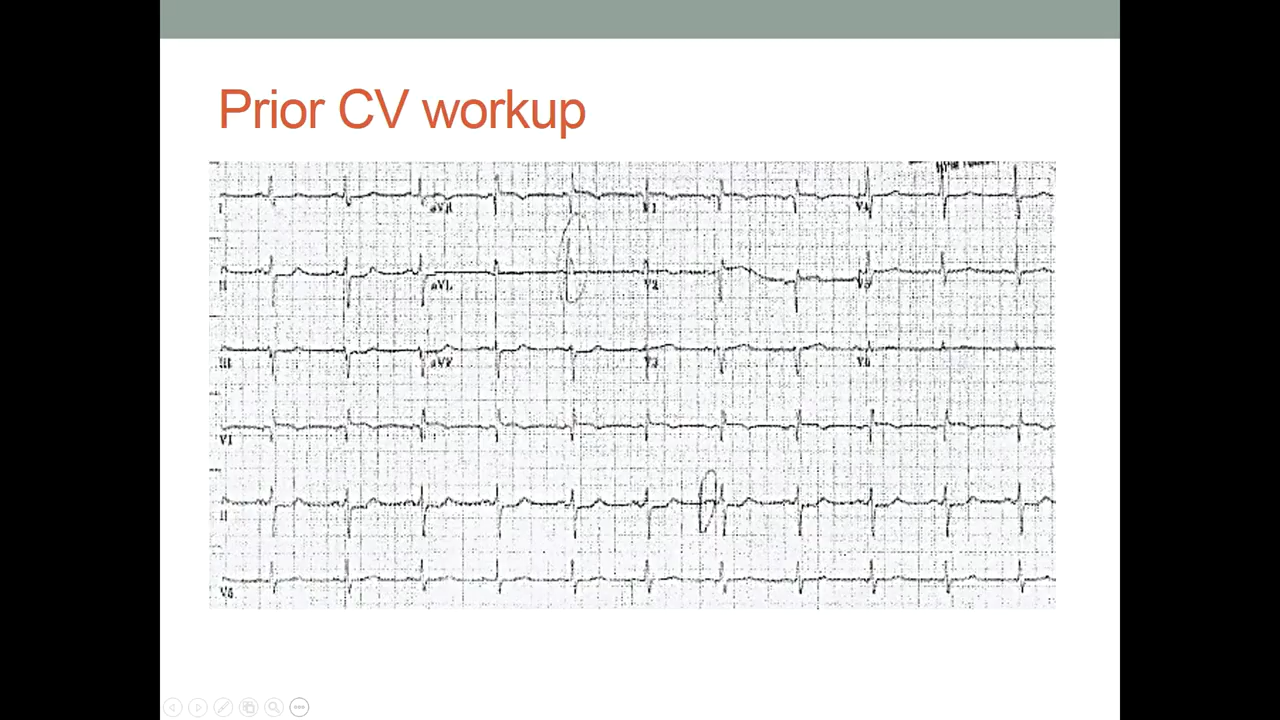 Prior CV workup
I aVR V1 V4
II aVL V2 V5
III aVF V3 V6
V1
II
V5